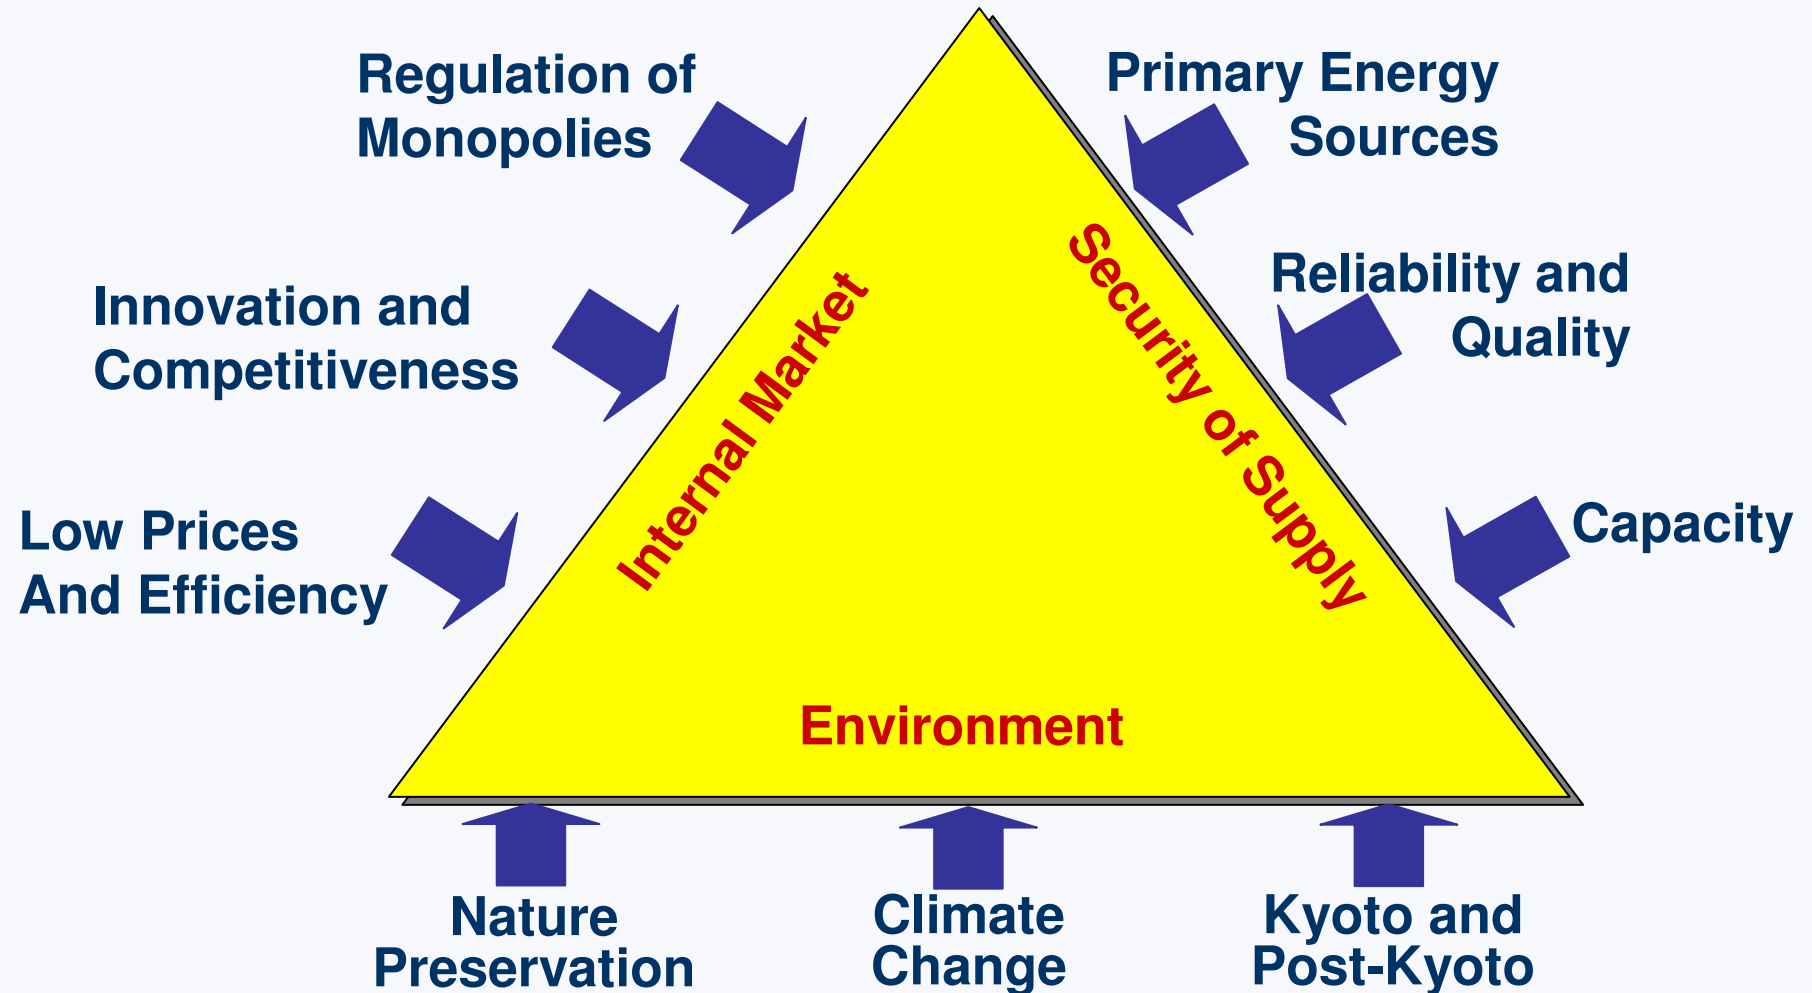 Regulation of
Monopolies
Innovation and
Competitiveness
Low Prices
And Efficiency
Internal Market
Primary Energy
Sources
Reliability and
Quality
Capacity
Security of Supply
Environment
Nature
Preservation
Climate
Change
Kyoto and
Post-Kyoto